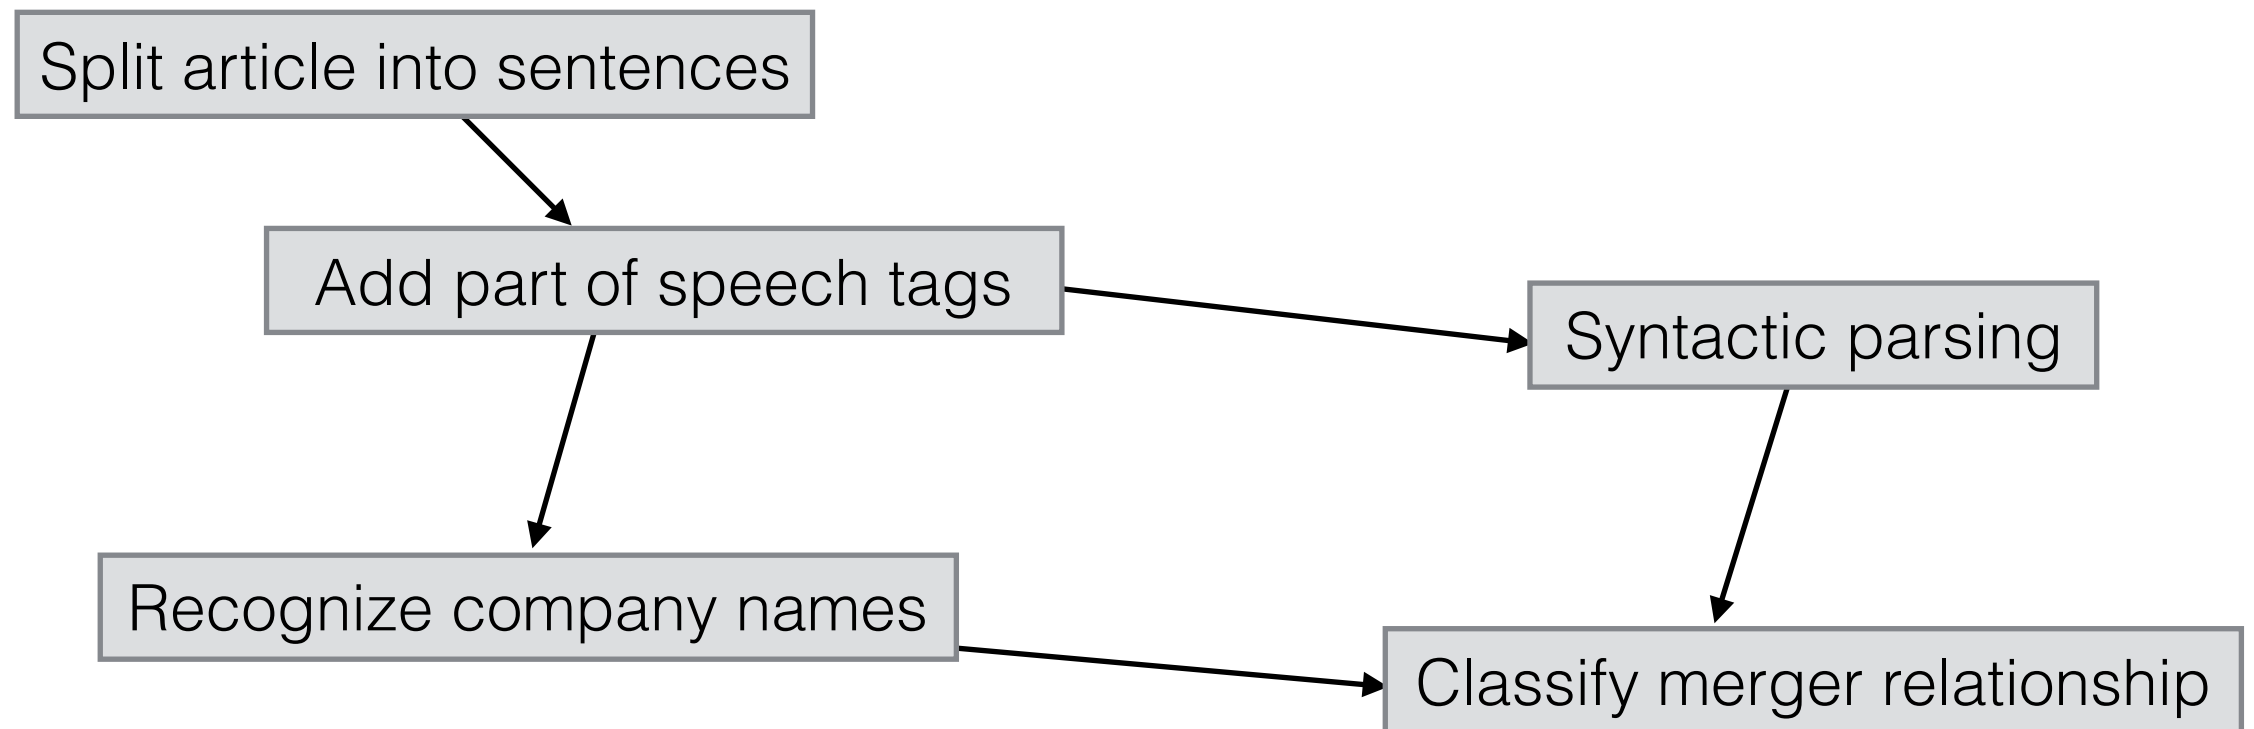 Split article into sentences
Add part of speech tags
Syntactic parsing
Recognize company names
Classify merger relationship